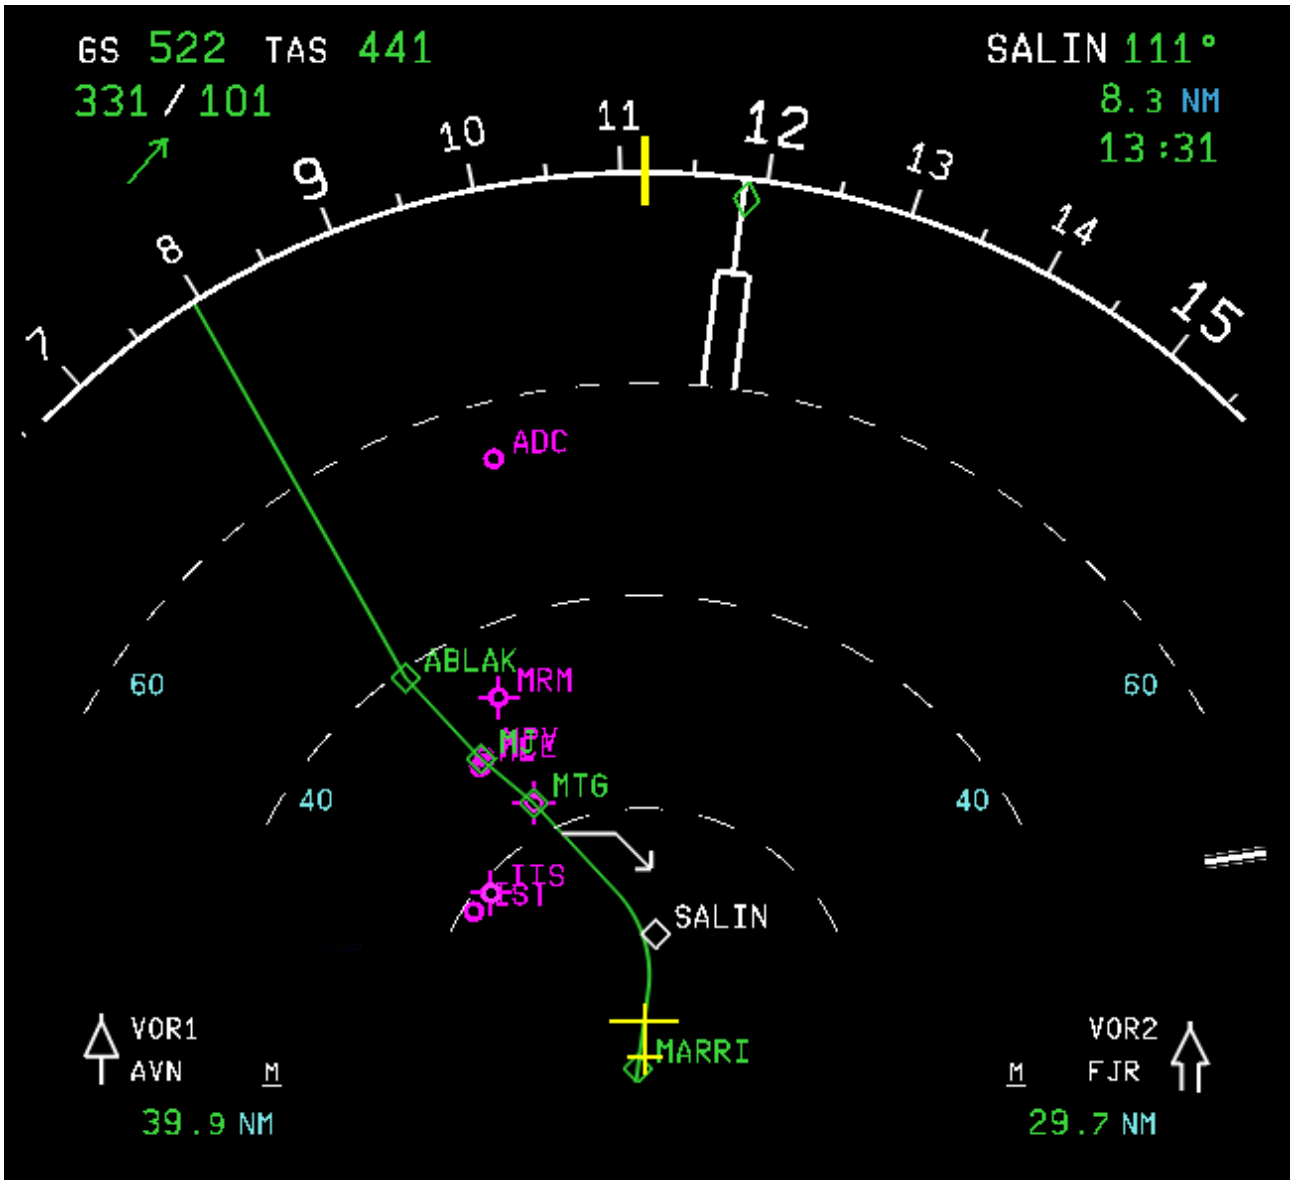 GS 522 TAS 441
SALIN 111°
331/101
8.3 NM
13:31
7
8
9
10
11
12
13
14
15
ADC
ABLAK
MRM
60
60
MTG
40
40
ITS
EST
SALIN
MARRI
VOR1
VOR2
AVN M
M FJR
39.9 NM
29.7 NM